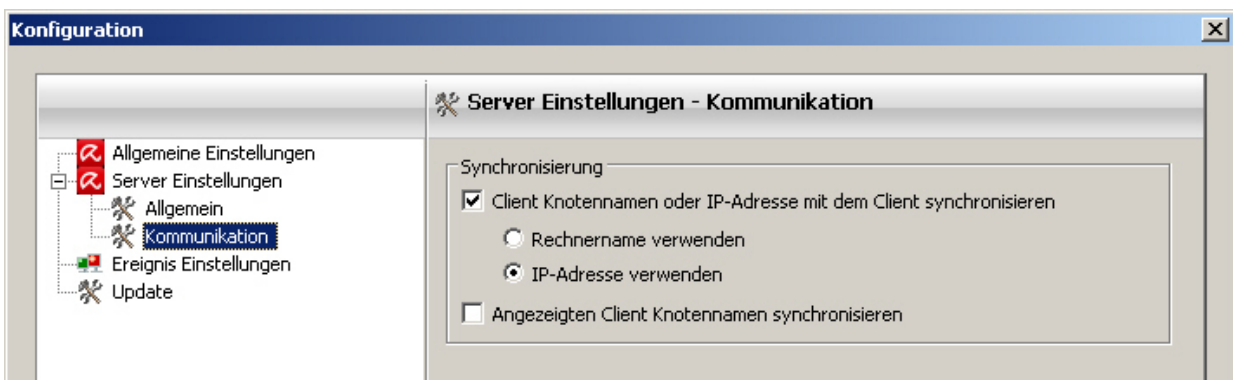 Konfiguration
Server Einstellungen - Kommunikation
Allgemeine Einstellungen
Server Einstellungen
Allgemein
Kommunikation
Ereignis Einstellungen
Update
Synchronisierung
Client Knotennamen oder IP-Adresse mit dem Client synchronisieren
Rechnername verwenden
IP-Adresse verwenden
Angezeigten Client Knotennamen synchronisieren